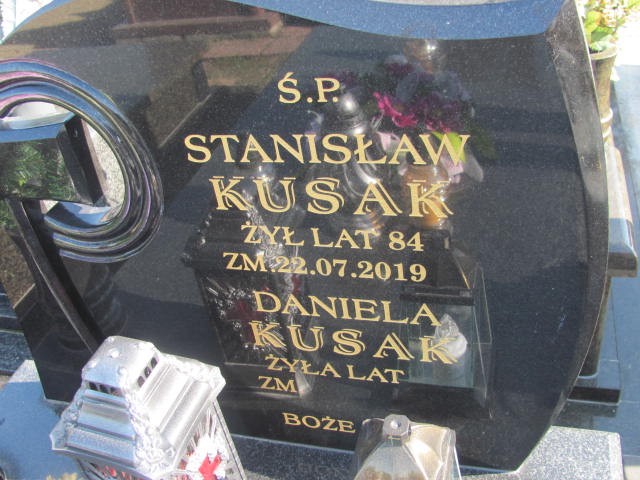 Ś.P.
STANISŁAW
KUSAK
ŻYŁ LAT 84
ZM.22.07.2019
DANIELA
KUSAK
ŻYŁA LAT
ZM
BOŻE